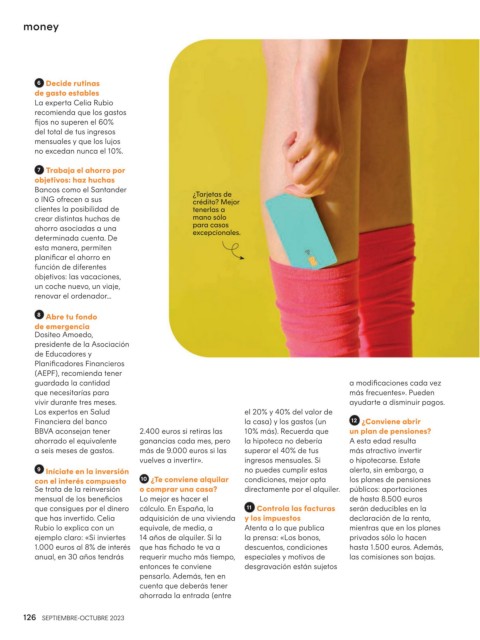 money
6 Decide rutinas
de gasto estables
La experta Celia Rubio
recomienda que los gastos
fijos no superen el 60%
del total de tus ingresos
mensuales y que los lujos
no excedan nunca el 10%.
7 Trabaja el ahorro por
objetivos: haz huchas
Bancos como el Santander
o ING ofrecen a sus
clientes la posibilidad de
crear distintas huchas de
ahorro asociadas a una
determinada cuenta. De
esta manera, permiten
planificar el ahorro en
función de diferentes
objetivos: las vacaciones,
un coche nuevo, un viaje,
renovar el ordenador...
8 Abre tu fondo
de emergencia
Dositeo Amoedo,
presidente de la Asociación
de Educadores y
Planificadores Financieros
(AEPF), recomienda tener
guardada la cantidad
que necesitarías para
vivir durante tres meses.
Los expertos en Salud
Financiera del banco
BBVA aconsejan tener
ahorrado el equivalente
a seis meses de gastos.
9 Iníciate en la inversión
con el interés compuesto
Se trata de la reinversión
mensual de los beneficios
que consigues por el dinero
que has invertido. Celia
Rubio lo explica con un
ejemplo claro: «Si inviertes
1.000 euros al 8% de interés
anual, en 30 años tendrás
¿Tarjetas de
crédito? Mejor
tenerlas a
mano sólo
para casos
excepcionales.
2.400 euros si retiras las
ganancias cada mes, pero
más de 9.000 euros si las
vuelves a invertir».
10 ¿Te conviene alquilar
o comprar una casa?
Lo mejor es hacer el
cálculo. En España, la
adquisición de una vivienda
equivale, de media, a
14 años de alquiler. Si la
que has fichado te va a
requerir mucho más tiempo,
entonces te conviene
pensarlo. Además, ten en
cuenta que deberás tener
ahorrada la entrada (entre
el 20% y 40% del valor de
la casa) y los gastos (un
10% más). Recuerda que
la hipoteca no debería
superar el 40% de tus
ingresos mensuales. Si
no puedes cumplir estas
condiciones, mejor opta
directamente por el alquiler.
11 Controla las facturas
y los impuestos
Atenta a lo que publica
la prensa: «Los bonos,
descuentos, condiciones
especiales y motivos de
desgravación están sujetos
a modificaciones cada vez
más frecuentes». Pueden
ayudarte a disminuir pagos.
12 ¿Conviene abrir
un plan de pensiones?
A esta edad resulta
más atractivo invertir
o hipotecarse. Estate
alerta, sin embargo, a
los planes de pensiones
públicos: aportaciones
de hasta 8.500 euros
serán deducibles en la
declaración de la renta,
mientras que en los planes
privados sólo lo hacen
hasta 1.500 euros. Además,
las comisiones son bajas.
126 SEPTIEMBRE-OCTUBRE 2023